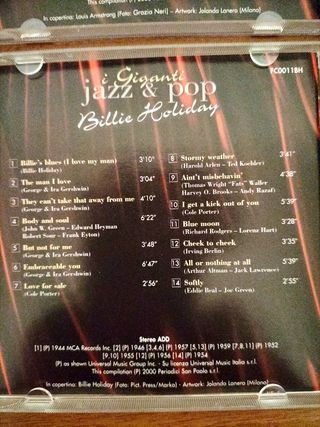 This compilation (P) 2000 Periodici San Paolo s.r.l.
In copertina: Louis Armstrong (Foto: Grazia Neri) – Artwork: Jolanda Lanera (Milano)
i Giganti
jazz & pop
Billie Holiday
FC0011BH
1 Billie's blues (I love my man) 3'10"
(Billie Holiday)
2 The man I love 3'04"
(George & Ira Gershwin)
3 They can't take that away from me 4'10"
(George & Ira Gershwin)
4 Body and soul 6'22"
(John W. Green – Edward Heyman
Robert Sour – Frank Eyton)
5 But not for me 3'48"
(George & Ira Gershwin)
6 Embraceable you 6'47"
(George & Ira Gershwin)
7 Love for sale 2'56"
(Cole Porter)
8 Stormy weather 3'41"
(Harold Arlen – Ted Koehler)
9 Ain't misbehavin' 4'38"
(Thomas Wright "Fats" Waller
Harvey O. Brooks – Andy Razaf)
10 I get a kick out of you 5'39"
(Cole Porter)
11 Blue moon 3'28"
(Richard Rodgers – Lorenz Hart)
12 Cheek to cheek 3'35"
(Irving Berlin)
13 All or nothing at all 5'39"
(Arthur Altman – Jack Lawrence)
14 Softly 2'55"
(Eddie Beal – Joe Green)
Stereo ADD
[1] (P) 1944 MCA Records Inc. [2] (P) 1946 [3,4,6] (P) 1957 [5,13] (P) 1959 [7,8,11] (P) 1952
[9,10] 1955 [12] (P) 1956 [14] (P) 1954
(P) as shown Universal Music Group Inc. – Su licenza Universal Music Italia s.r.l.
This compilation (P) 2000 Periodici San Paolo s.r.l.
In copertina: Billie Holiday (Foto: Pict. Press/Marka) – Artwork: Jolanda Lanera (Milano)